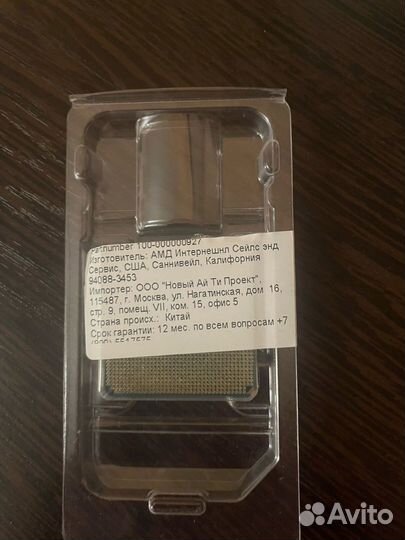 Partnumber 100-000000927
Изготовитель: АМД Интернешнл Сейлс энд
Сервис, США, Саннивейл, Калифорния
94088-3453
Импортер: ООО "Новый Ай Ти Проект",
115487, г. Москва, ул. Нагатинская, дом 16,
стр. 9, помещ. VII, ком. 15, офис 5
Страна происх.: Китай
Срок гарантии: 12 мес. по всем вопросам +7
Avito